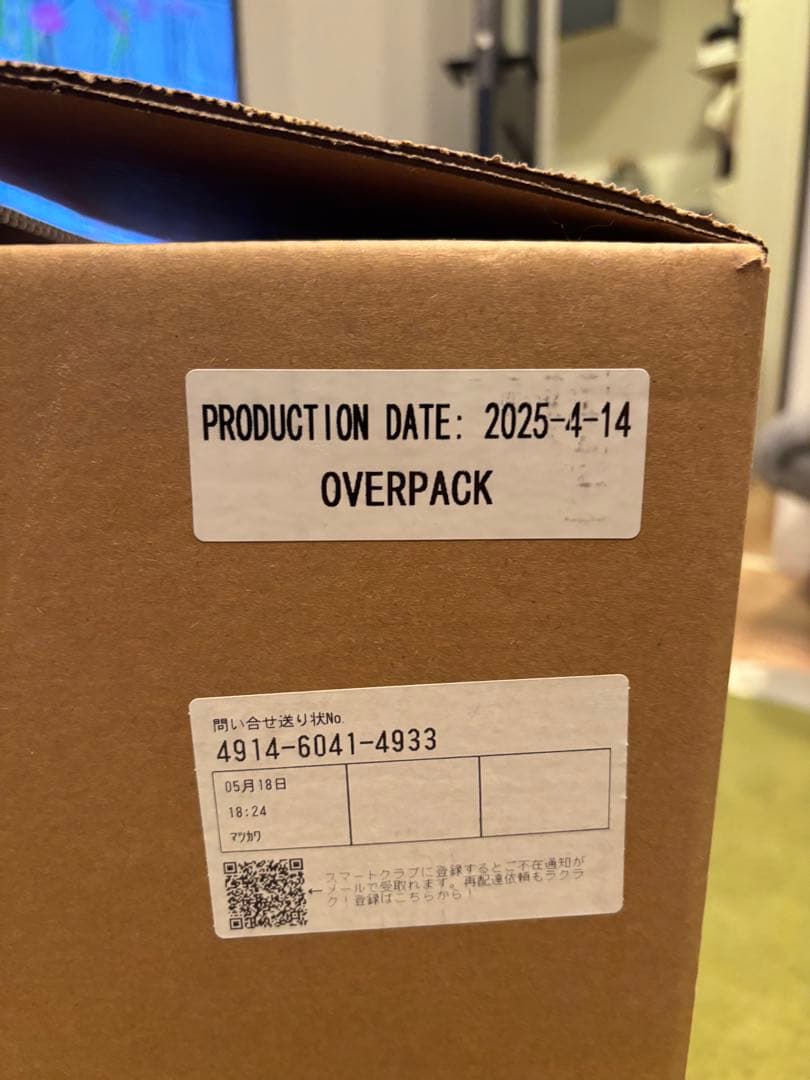 PRODUCTION DATE: 2025-4-14
OVERPACK
問い合せ送り状No.
4914-6041-4933
05月18日
18:24
マツカワ
スマートクラブに登録するとご不在通知が
←メールで受取れます。再配達依頼もラクラ
ク！登録はこちらから！